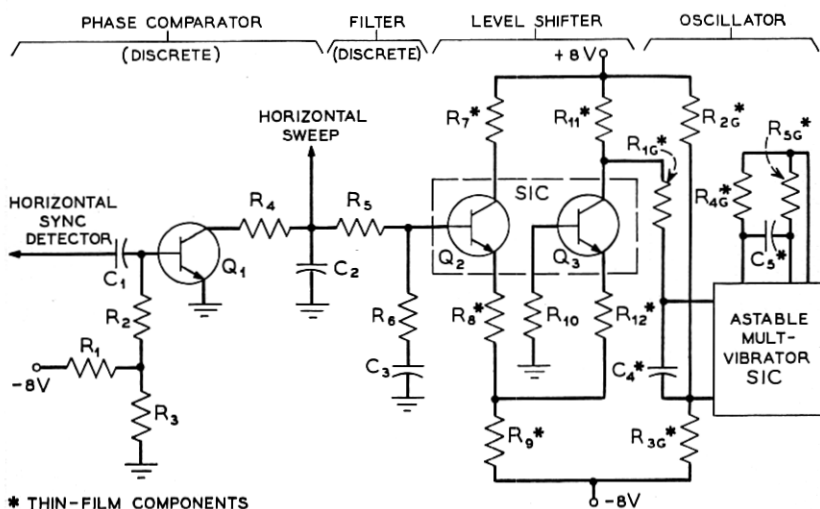 PHASE COMPARATOR
(DISCRETE)
FILTER
(DISCRETE)
LEVEL SHIFTER
OSCILLATOR
+8V
HORIZONTAL SWEEP
R7*
R11*
R2G*
R5G*
R1G*
R4G*
C5*
SIC
HORIZONTAL
SYNC
DETECTOR
R4
R5
C1
Q1
C2
Q2
Q3
R2
R6
R8*
R10
R12*
ASTABLE
MULT-
VIBRATOR
SIC
R1
-8V
C3
C4*
R3
R9*
R3G*
-8V
* THIN-FILM COMPONENTS